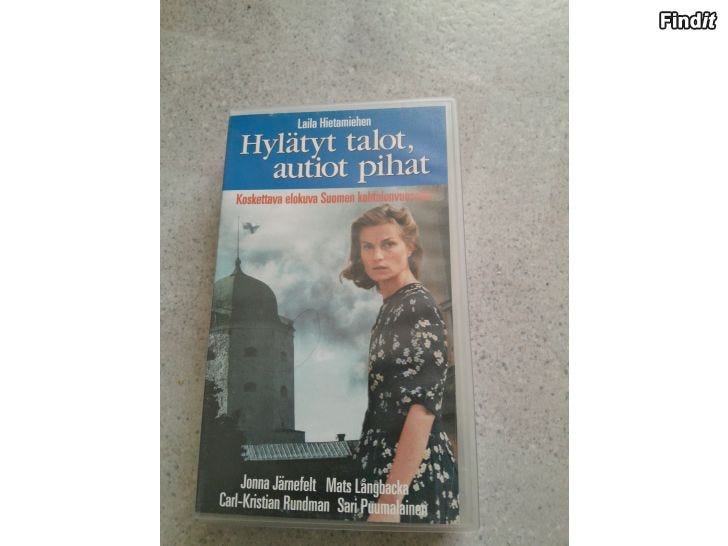 Findit
Laila Hietamiehen
Hylätyt talot,
autiot pihat
Koskettava elokuva Suomen kohtalonvuosilta
Jonna Järnefelt Mats Långbacka
Carl-Kristian Rundman Sari Puumalainen